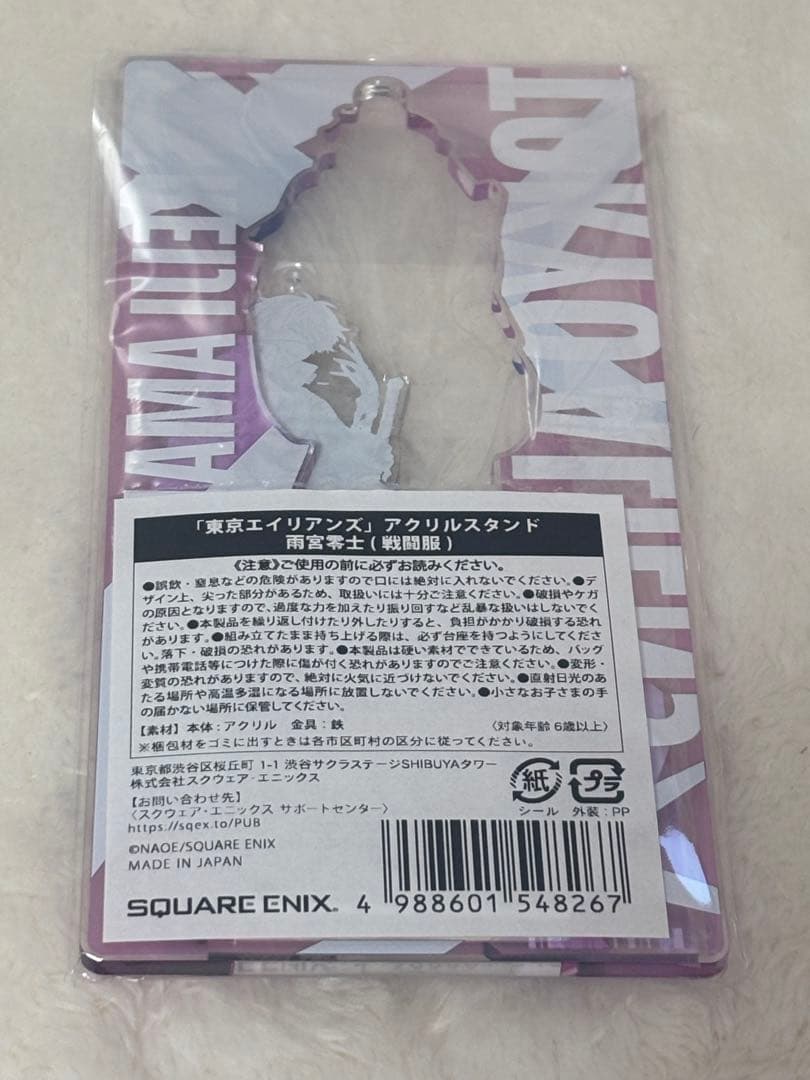 「東京エイリアンズ」アクリルスタンド
雨宮零士(戦闘服)
《注意》ご使用の前に必ずお読みください。
●誤飲・窒息などの危険がありますので口には絶対に入れないでください。●デ
ザイン上、尖った部分があるため、取扱いには十分ご注意ください。●破損やケガ
の原因となりますので、過度な力を加えたり振り回すなど乱暴な扱いはしないでく
ださい。●本製品を繰り返し付けたり外したりすると、負担がかかり破損する恐れ
があります。●組み立てたまま持ち上げる際は、必ず台座を持つようにしてくださ
い。落下・破損の恐れがあります。●本製品は硬い素材でできているため、バッグ
や携帯電話等につけた際に傷が付く恐れがありますのでご注意ください。●変形・
変質の恐れがありますので、絶対に火気に近づけないでください。●直射日光のあ
たる場所や高温多湿になる場所に放置しないでください。●小さなお子さまの手
の届かない場所に保管してください。
【素材】本体:アクリル 金具:鉄 〈対象年齢 6歳以上〉
※梱包材をゴミに出すときは各市区町村の区分に従ってください。
東京都渋谷区桜丘町 1-1 渋谷サクラステージSHIBUYAタワー
株式会社スクウェア・エニックス
【お問い合わせ先】
〈スクウェア・エニックス サポートセンター〉
https://sqex.to/PUB
©NAOE/SQUARE ENIX
MADE IN JAPAN
紙 プラ
シール 外装:PP
SQUARE ENIX. 4 988601 548267